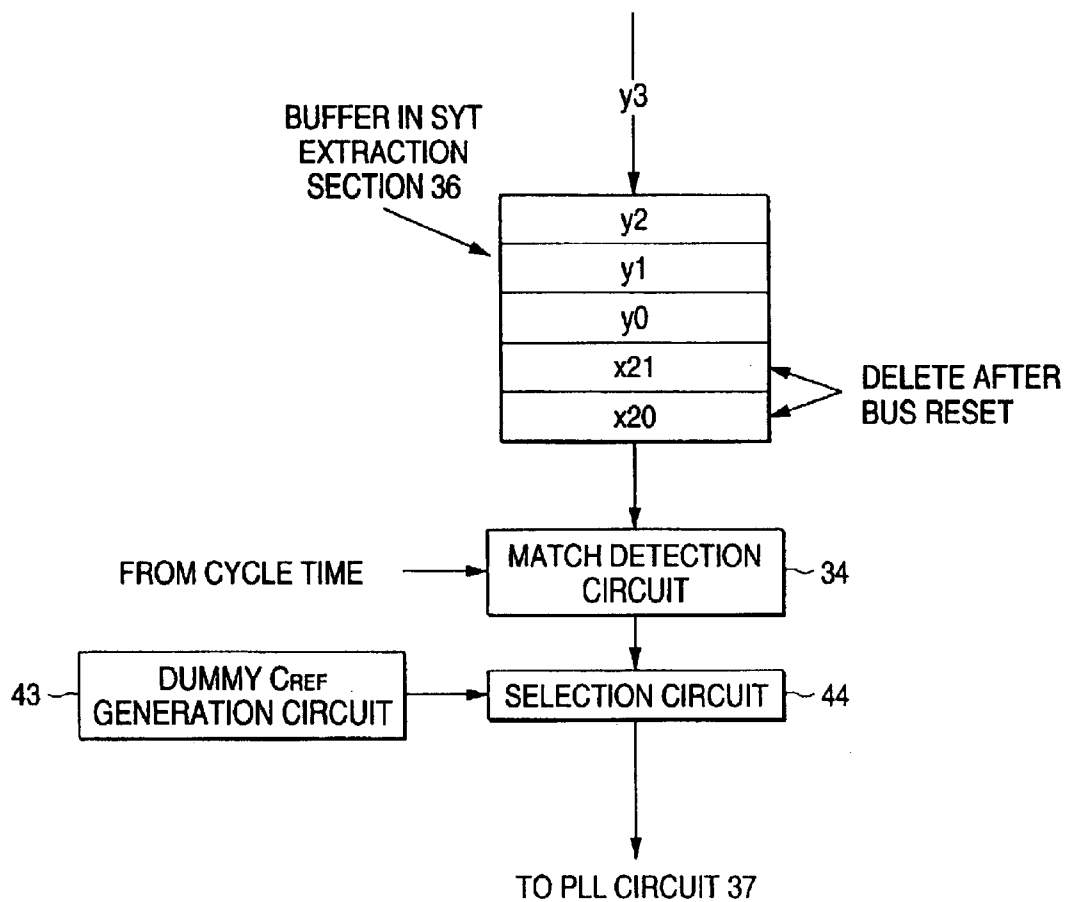 y3
BUFFER IN SYT
EXTRACTION
SECTION 36
y2
y1
y0
x21
x20
DELETE AFTER
BUS RESET
FROM CYCLE TIME
MATCH DETECTION
CIRCUIT
34
43
DUMMY CREF
GENERATION CIRCUIT
SELECTION CIRCUIT
44
TO PLL CIRCUIT 37